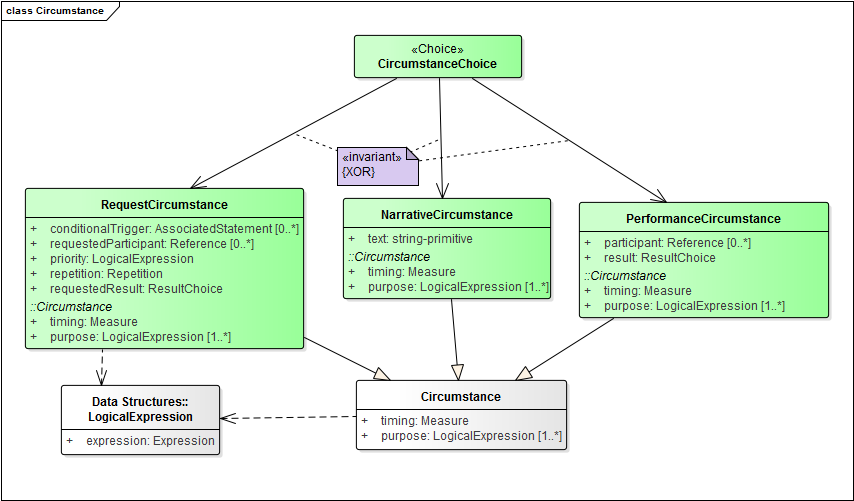 class Circumstance
«Choice»
CircumstanceChoice
«invariant»
{XOR}
RequestCircumstance
+ conditionalTrigger: AssociatedStatement [0..*]
+ requestedParticipant: Reference [0..*]
+ priority: LogicalExpression
+ repetition: Repetition
+ requestedResult: ResultChoice
::Circumstance
+ timing: Measure
+ purpose: LogicalExpression [1..*]
NarrativeCircumstance
+ text: string-primitive
::Circumstance
+ timing: Measure
+ purpose: LogicalExpression [1..*]
PerformanceCircumstance
+ participant: Reference [0..*]
+ result: ResultChoice
::Circumstance
+ timing: Measure
+ purpose: LogicalExpression [1..*]
Data Structures::
LogicalExpression
+ expression: Expression
Circumstance
+ timing: Measure
+ purpose: LogicalExpression [1..*]